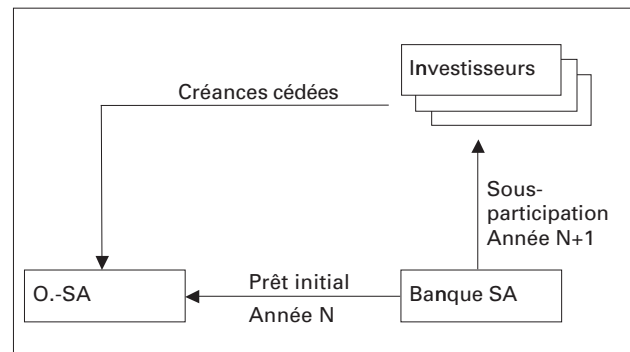 Investisseurs
Créances cédées
Sous-
participation
Année N+1
O.-SA
Prêt initial
Année N
Banque SA